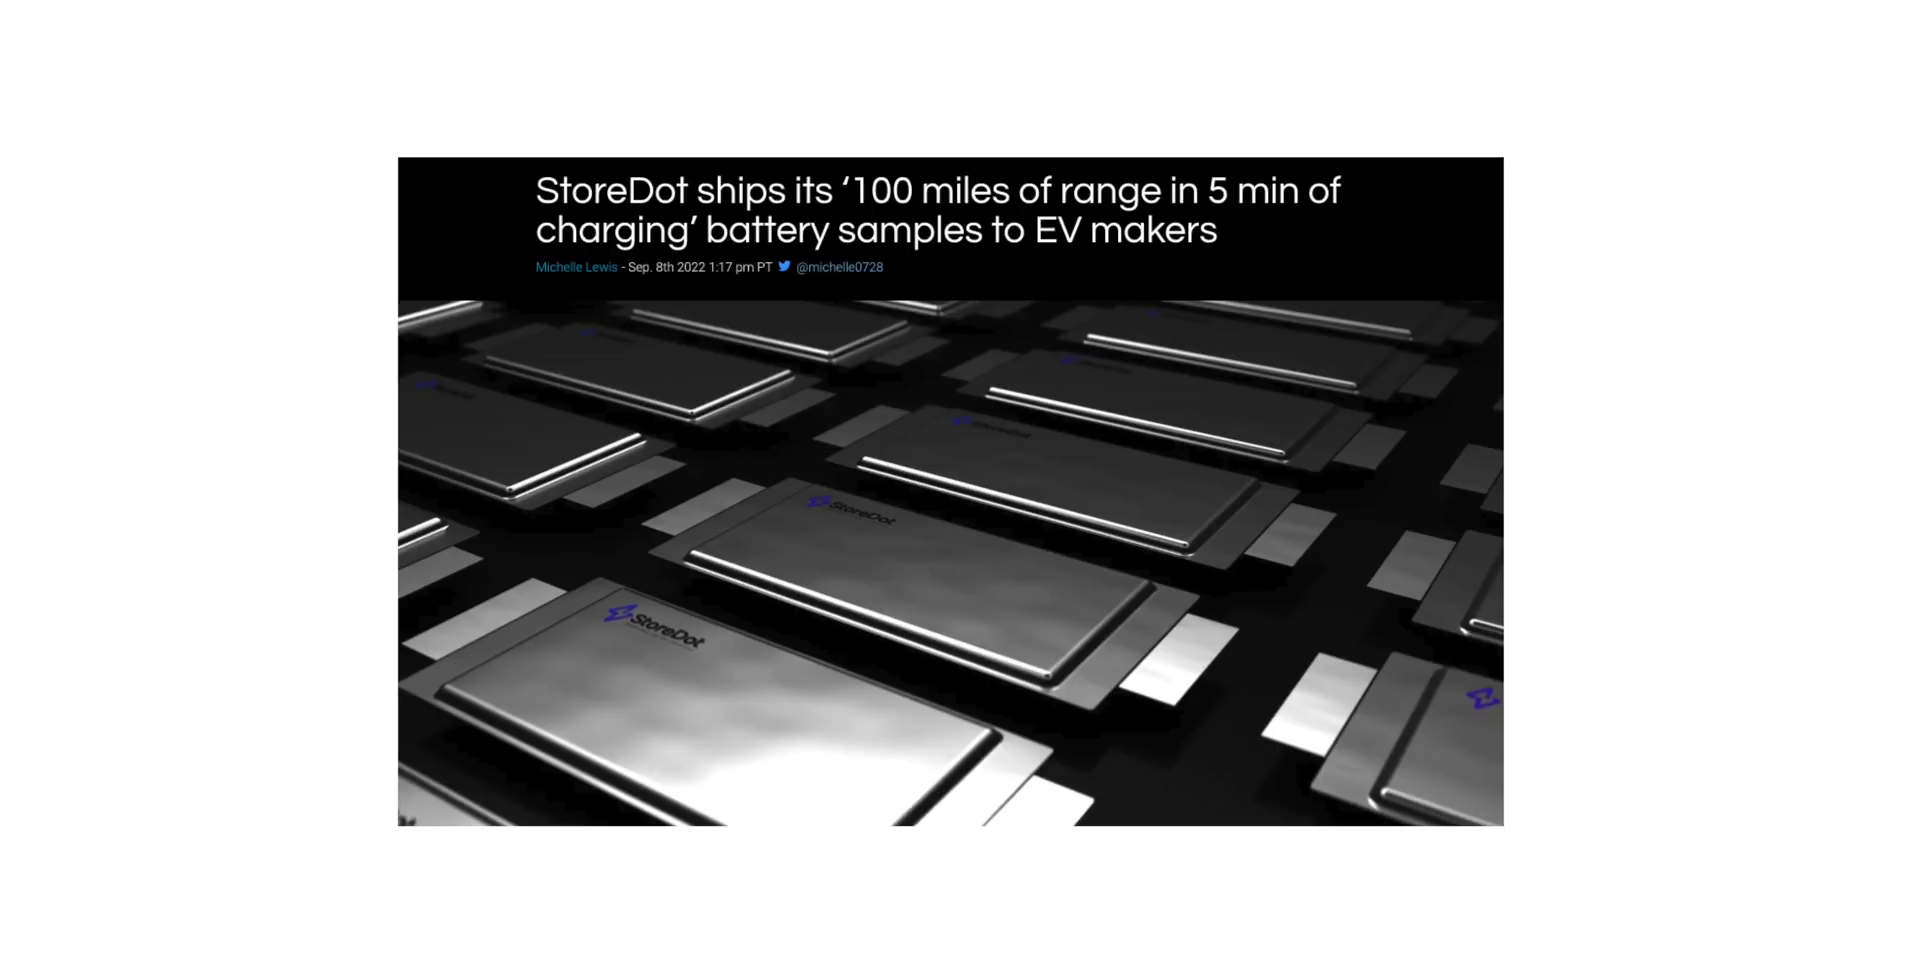 StoreDot ships its ‘100 miles of range in 5 min of
charging’ battery samples to EV makers
Michelle Lewis - Sep. 8th 2022 1:17 pm PT @michelle0728
StoreDot
StoreDot
StoreDot